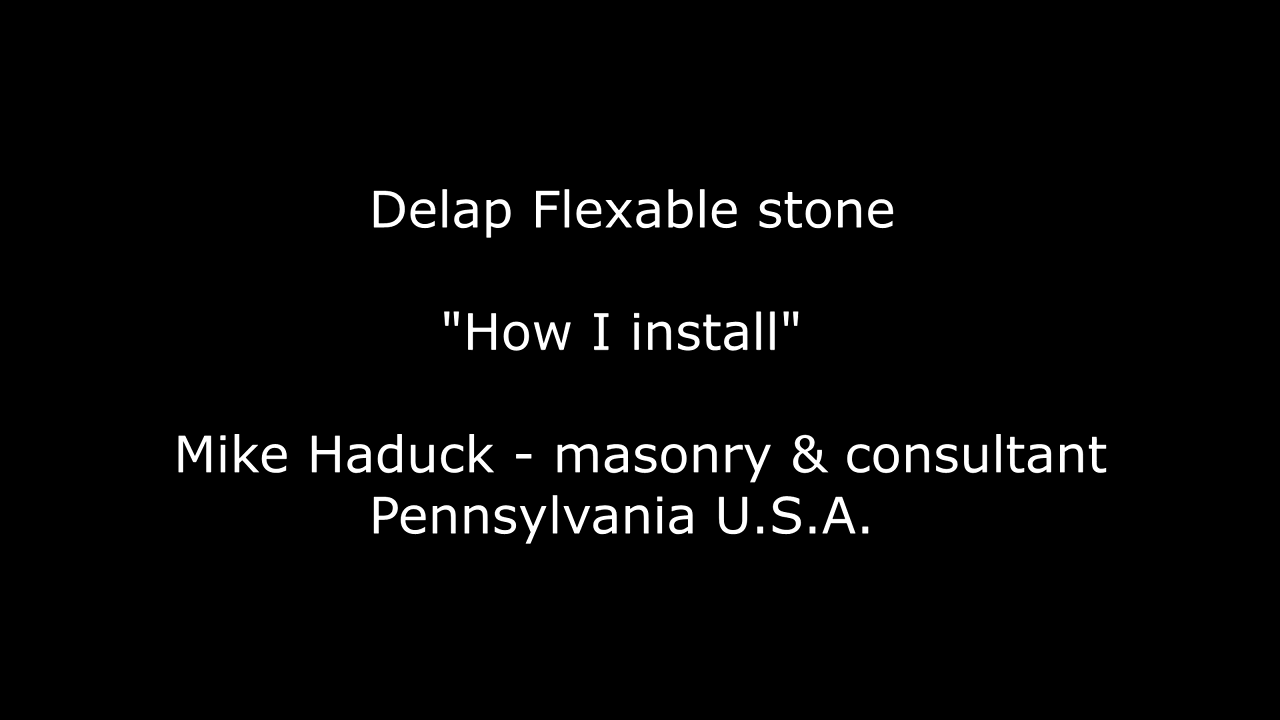 Delap Flexable stone
"How I install"
Mike Haduck - masonry & consultant
Pennsylvania U.S.A.